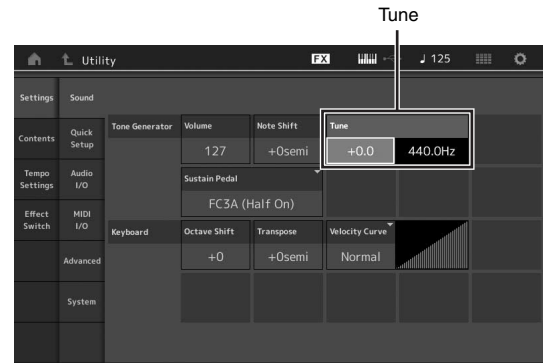 Tune
Utility FX ♩ 125
Settings Sound
Tone Generator Volume Note Shift Tune
127 +0semi +0.0 440.0Hz
Contents Quick Setup
Sustain Pedal
FC3A (Half On)
Tempo Settings Audio I/O
Effect Switch MIDI I/O
Keyboard Octave Shift Transpose Velocity Curve
+0 +0semi Normal
Advanced
System